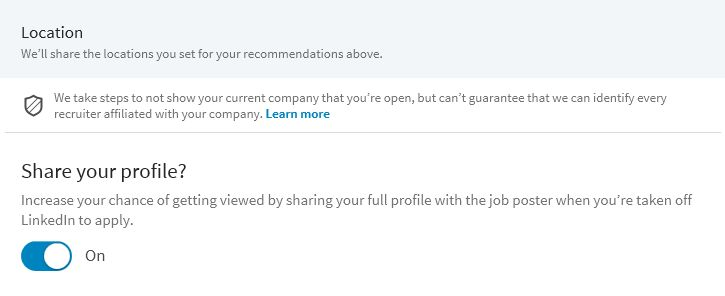 Location
We'll share the locations you set for your recommendations above.
We take steps to not show your current company that you're open, but can't guarantee that we can identify every
recruiter affiliated with your company. Learn more
Share your profile?
Increase your chance of getting viewed by sharing your full profile with the job poster when you're taken off
LinkedIn to apply.
On